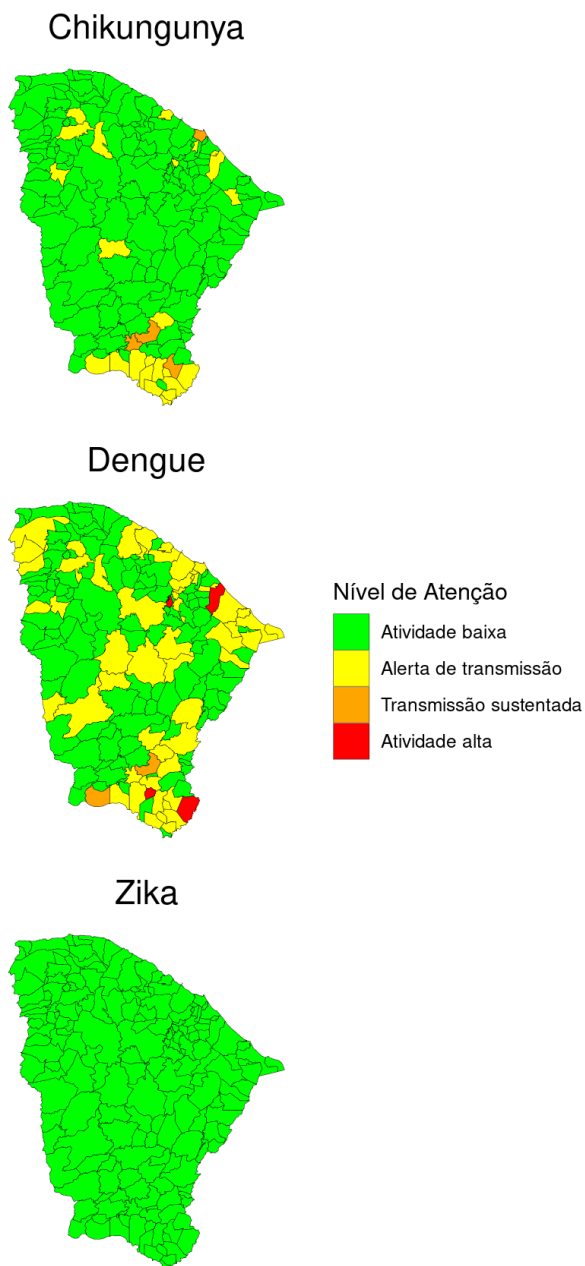 Chikungunya
Dengue
Nível de Atenção
Atividade baixa
Alerta de transmissão
Transmissão sustentada
Atividade alta
Zika